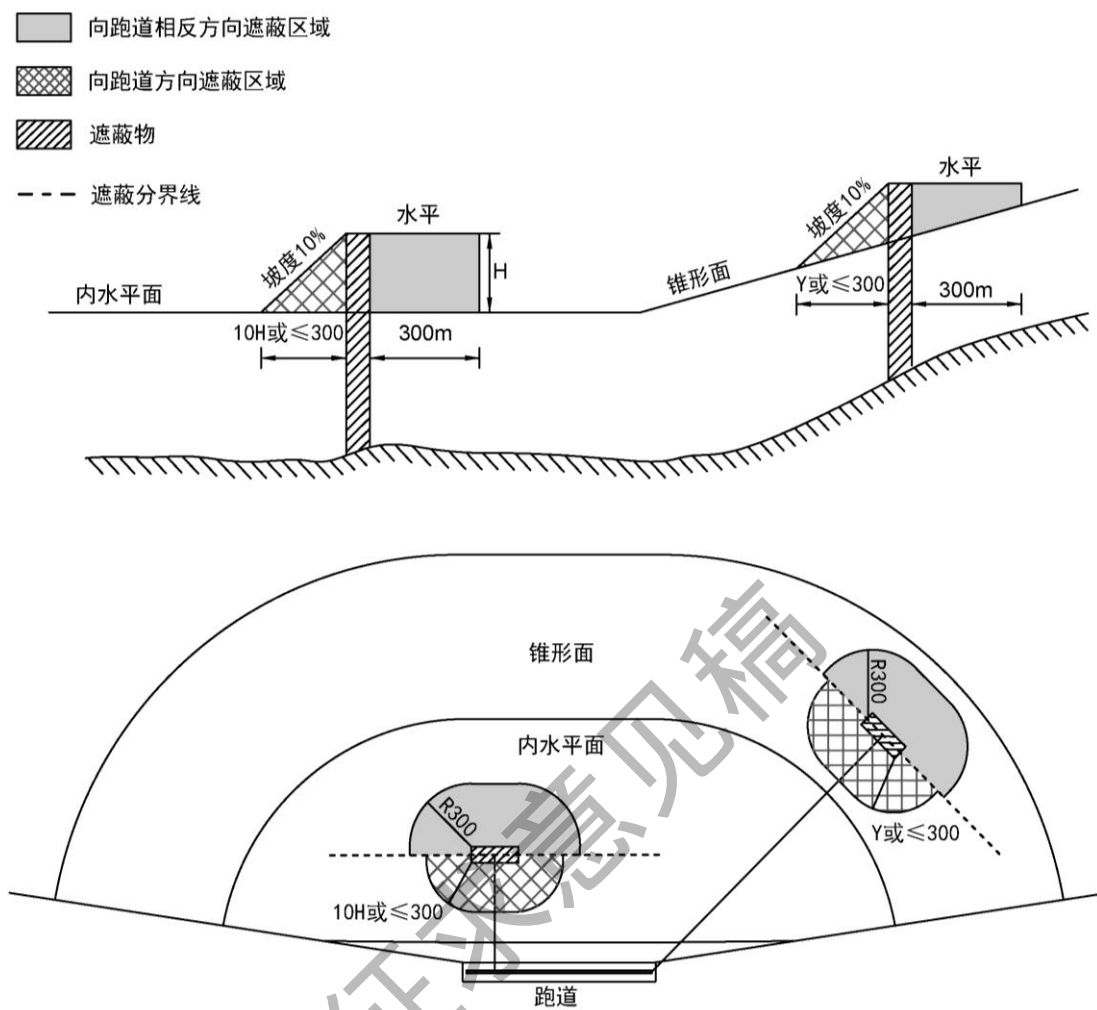 向跑道相反方向遮蔽区域
向跑道方向遮蔽区域
遮蔽物
遮蔽分界线
水平
坡度10%
H
内水平面
10H或≤300
300m
水平
坡度10%
锥形面
Y或≤300
300m
锥形面
内水平面
R300
10H或≤300
R300
Y或≤300
跑道
征求意见稿